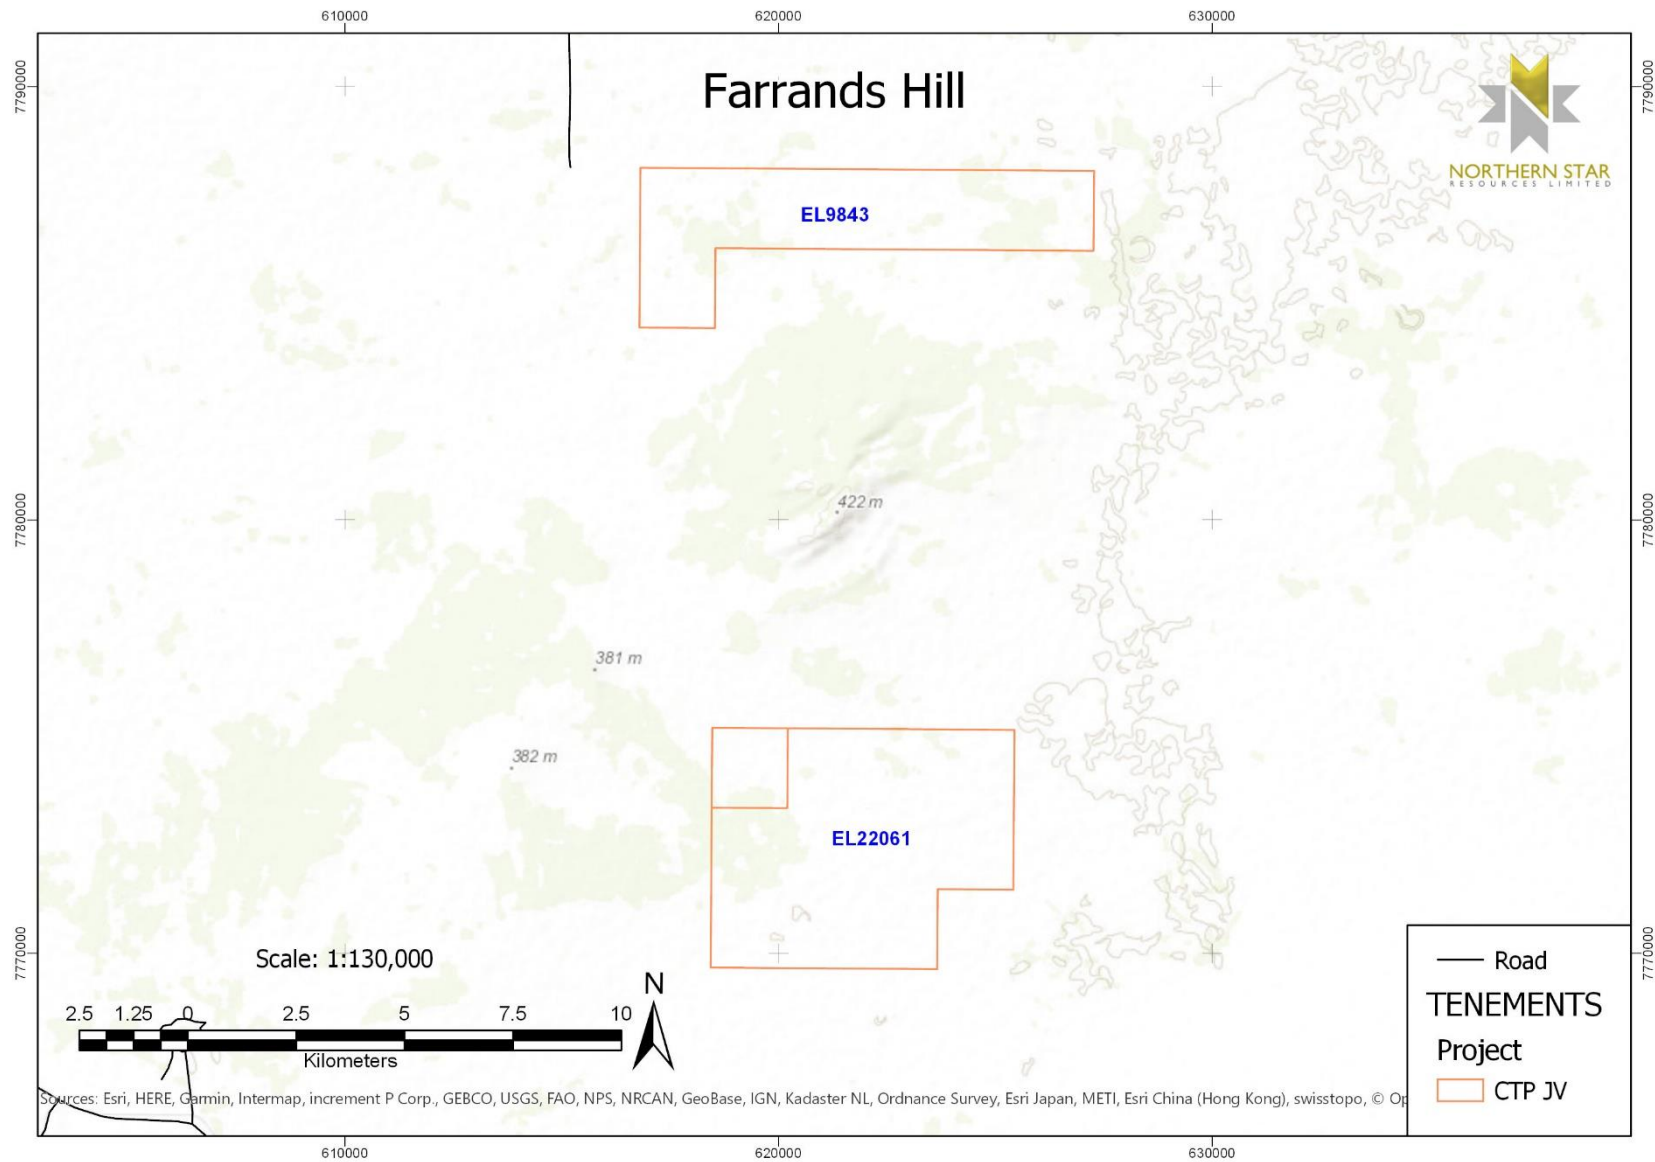 610000
620000
630000
7790000
7790000
Farrands Hill
NORTHERN STAR
RESOURCES LIMITED
EL9843
422 m
7780000
7780000
381 m
382 m
EL22061
7770000
7770000
Scale: 1:130,000
N
2.5 1.25 0 2.5 5 7.5 10
Kilometers
Road
TENEMENTS
Project
CTP JV
Sources: Esri, HERE, Garmin, Intermap, increment P Corp., GEBCO, USGS, FAO, NPS, NRCAN, GeoBase, IGN, Kadaster NL, Ordnance Survey, Esri Japan, METI, Esri China (Hong Kong), swisstopo, © Op
610000
620000
630000